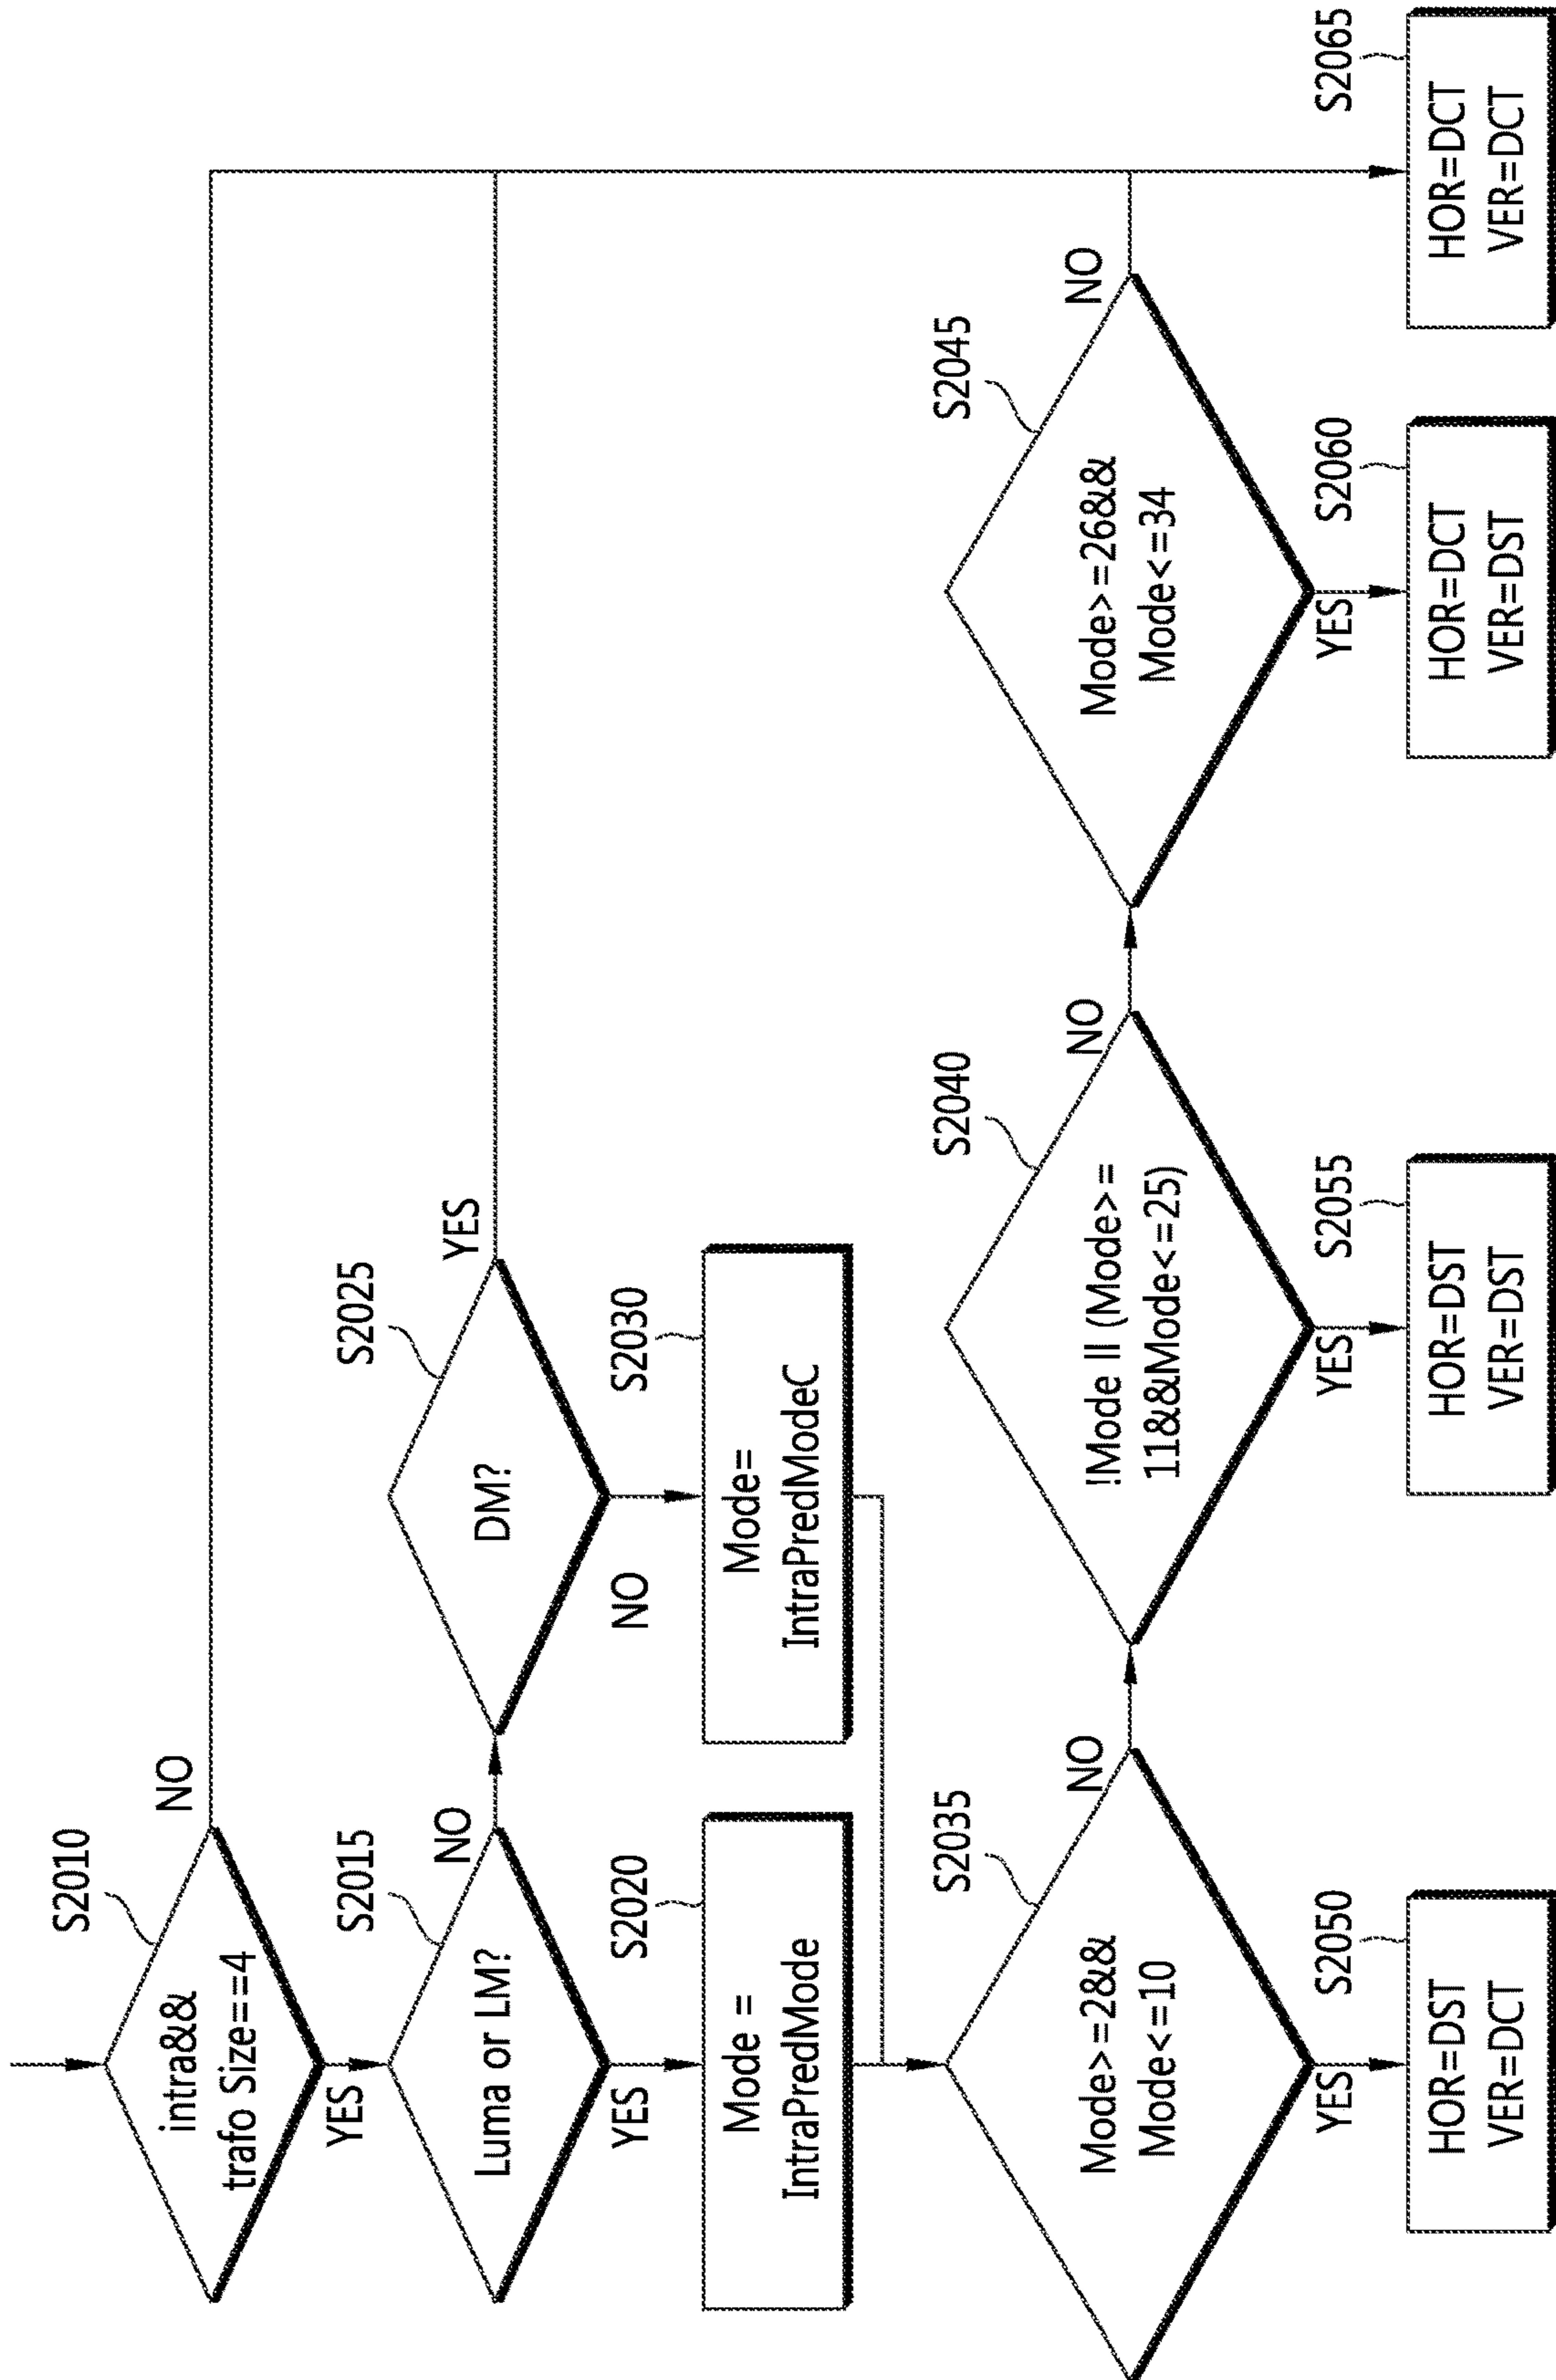 S2010
intra&&
trafo Size==4
NO
YES
S2015
Luma or LM?
NO
YES
S2025
DM?
YES
NO
S2020
Mode =
IntraPredMode
S2030
Mode=
IntraPredModeC
S2035
Mode>=2&&
Mode<=10
NO
YES
S2040
!Mode II (Mode>=
11&&Mode<=25)
NO
YES
S2045
Mode>=26&&
Mode<=34
NO
YES
S2050
HOR=DST
VER=DCT
S2055
HOR=DST
VER=DST
S2060
HOR=DCT
VER=DST
S2065
HOR=DCT
VER=DCT